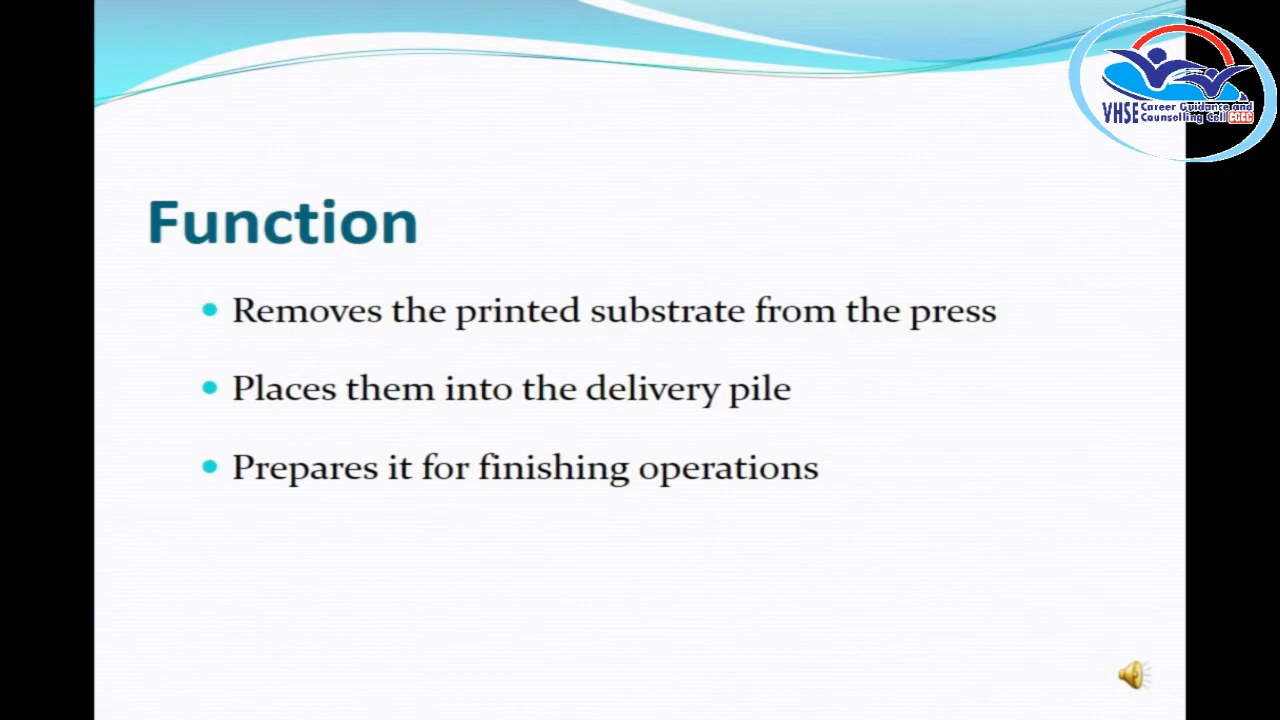 VHSE Career Guidance and
Counselling Cell CGCC
Function
Removes the printed substrate from the press
Places them into the delivery pile
Prepares it for finishing operations